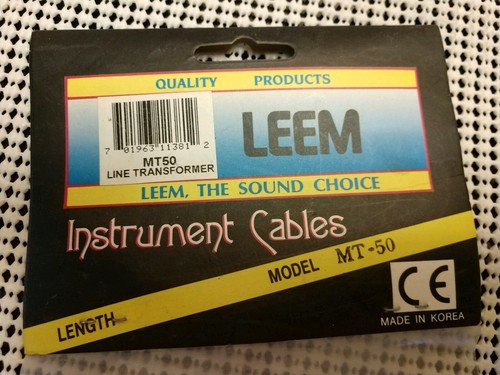 QUALITY PRODUCTS
LEEM
7 01963 11381 2
MT50
LINE TRANSFORMER
LEEM, THE SOUND CHOICE
Instrument Cables
LENGTH
MODEL MT-50
CE
MADE IN KOREA